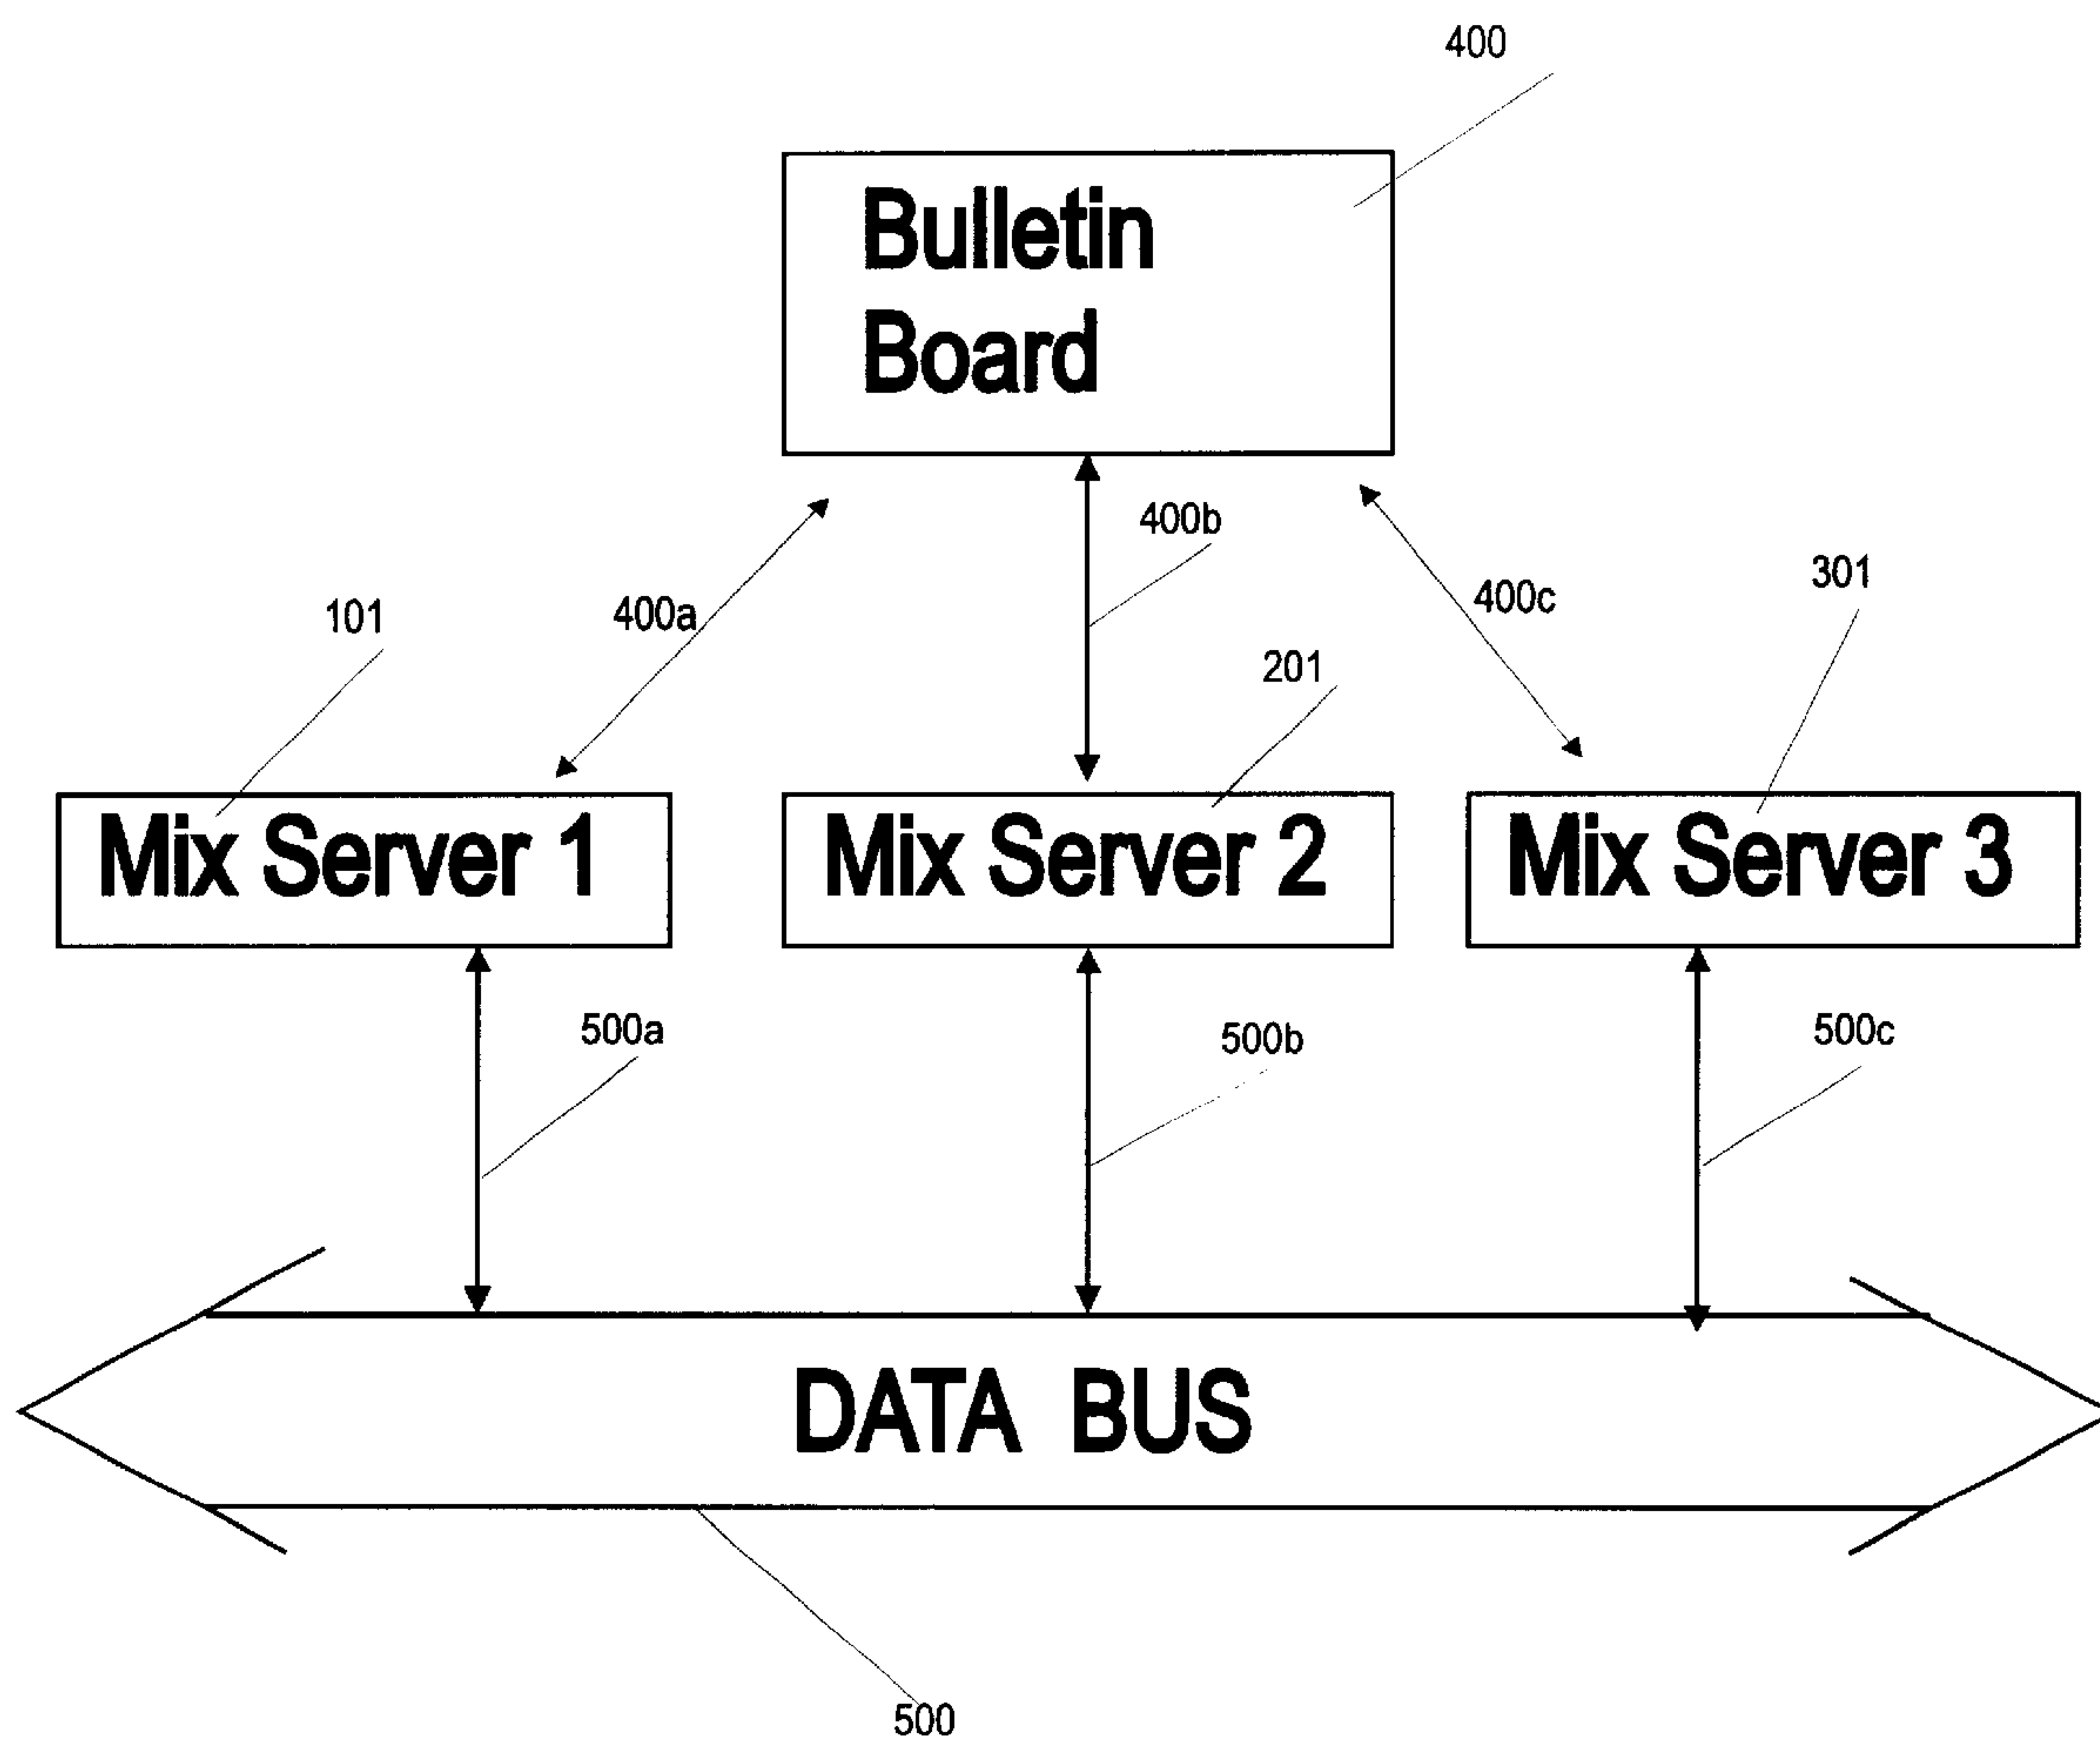 400
Bulletin
Board
400b
400a
400c
301
101
201
Mix Server 1
Mix Server 2
Mix Server 3
500a
500b
500c
DATA BUS
500